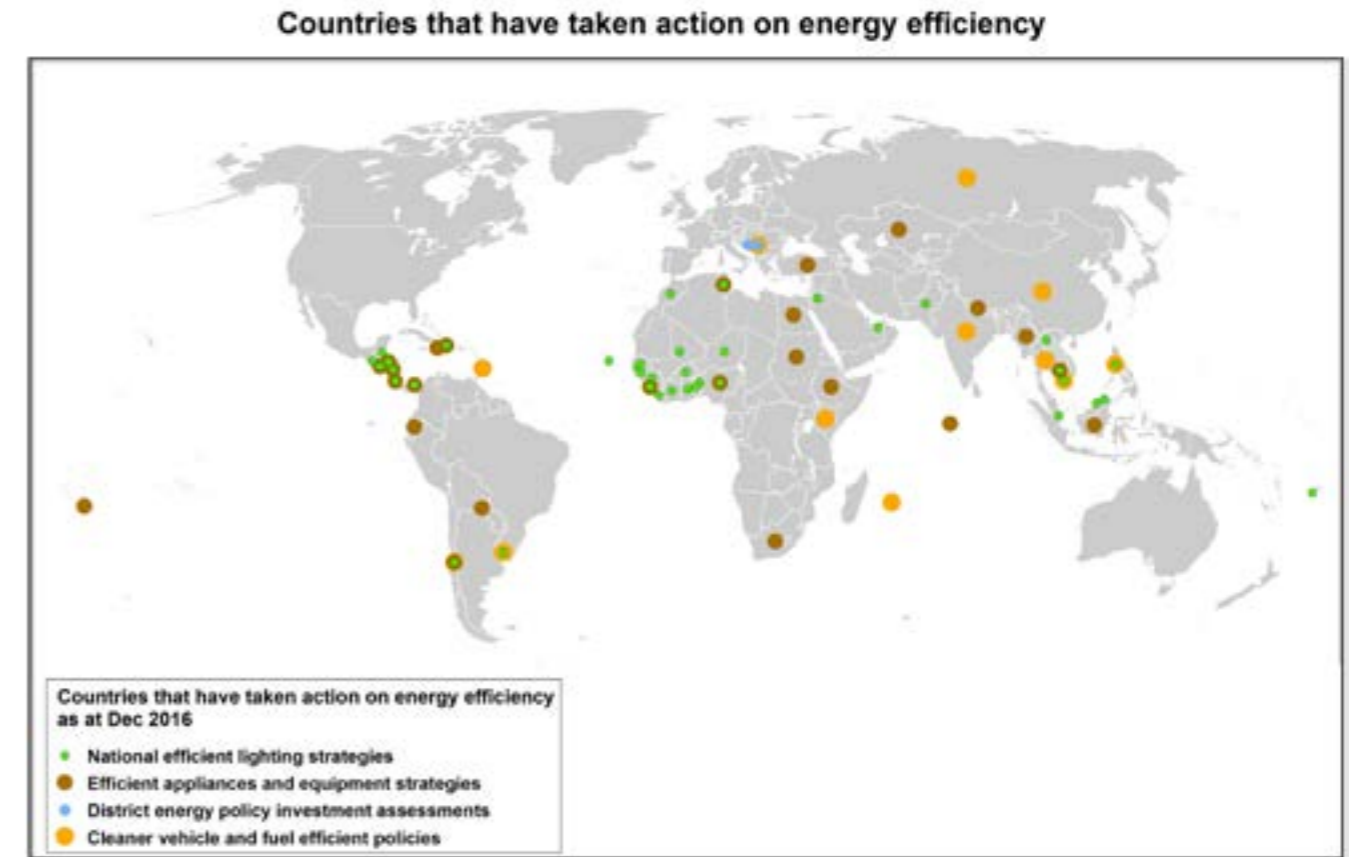 Countries that have taken action on energy efficiency
Countries that have taken action on energy efficiency
as at Dec 2016
National efficient lighting strategies
Efficient appliances and equipment strategies
District energy policy investment assessments
Cleaner vehicle and fuel efficient policies